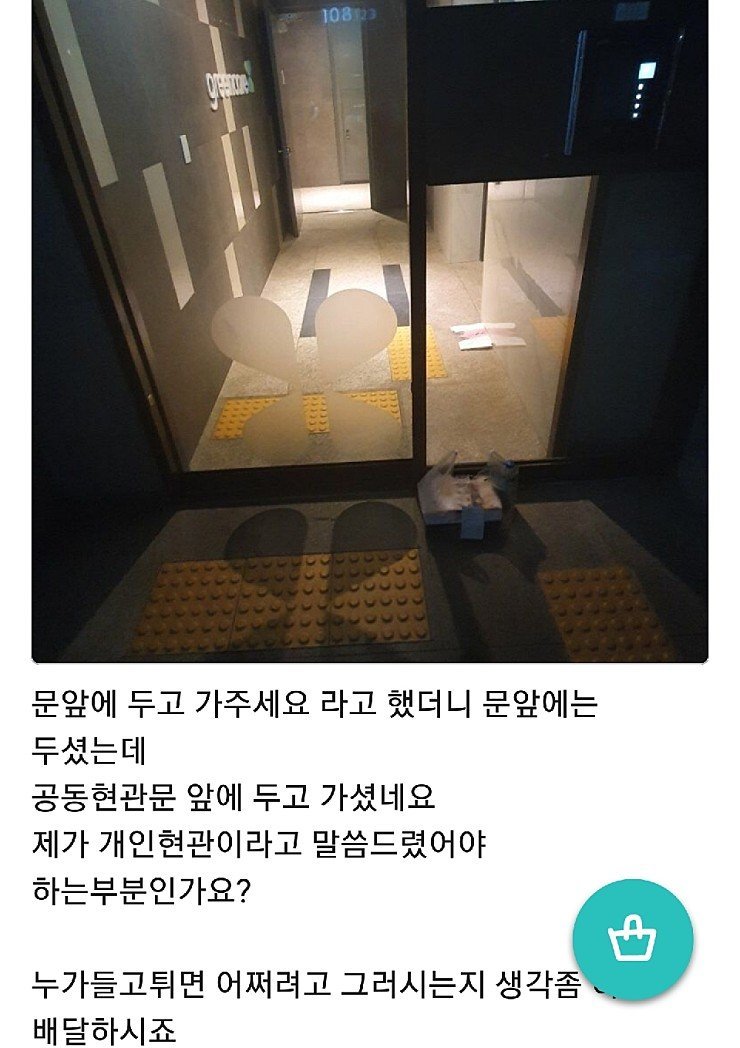 108
greencare
문앞에 두고 가주세요 라고 했더니 문앞에는
두셨는데
공동현관문 앞에 두고 가셨네요
제가 개인현관이라고 말씀드렸어야
하는부분인가요?
누가들고튀면 어쩌려고 그러시는지 생각좀
배달하시죠